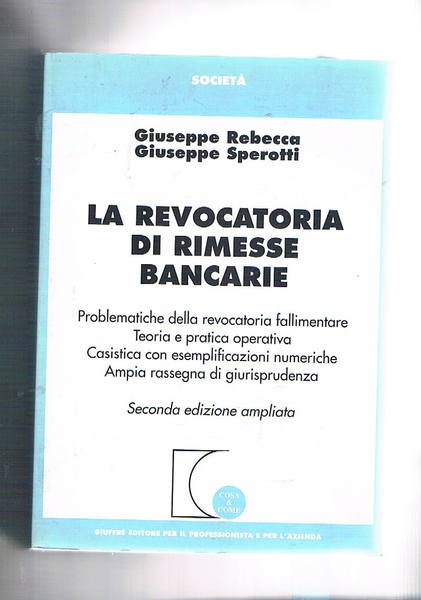 SOCIETÀ
Giuseppe Rebecca
Giuseppe Sperotti
LA REVOCATORIA
DI RIMESSE
BANCARIE
Problematiche della revocatoria fallimentare
Teoria e pratica operativa
Casistica con esemplificazioni numeriche
Ampia rassegna di giurisprudenza
Seconda edizione ampliata
COSA
&
COME
GIUFFRÈ EDITORE PER IL PROFESSIONISTA E PER L'AZIENDA